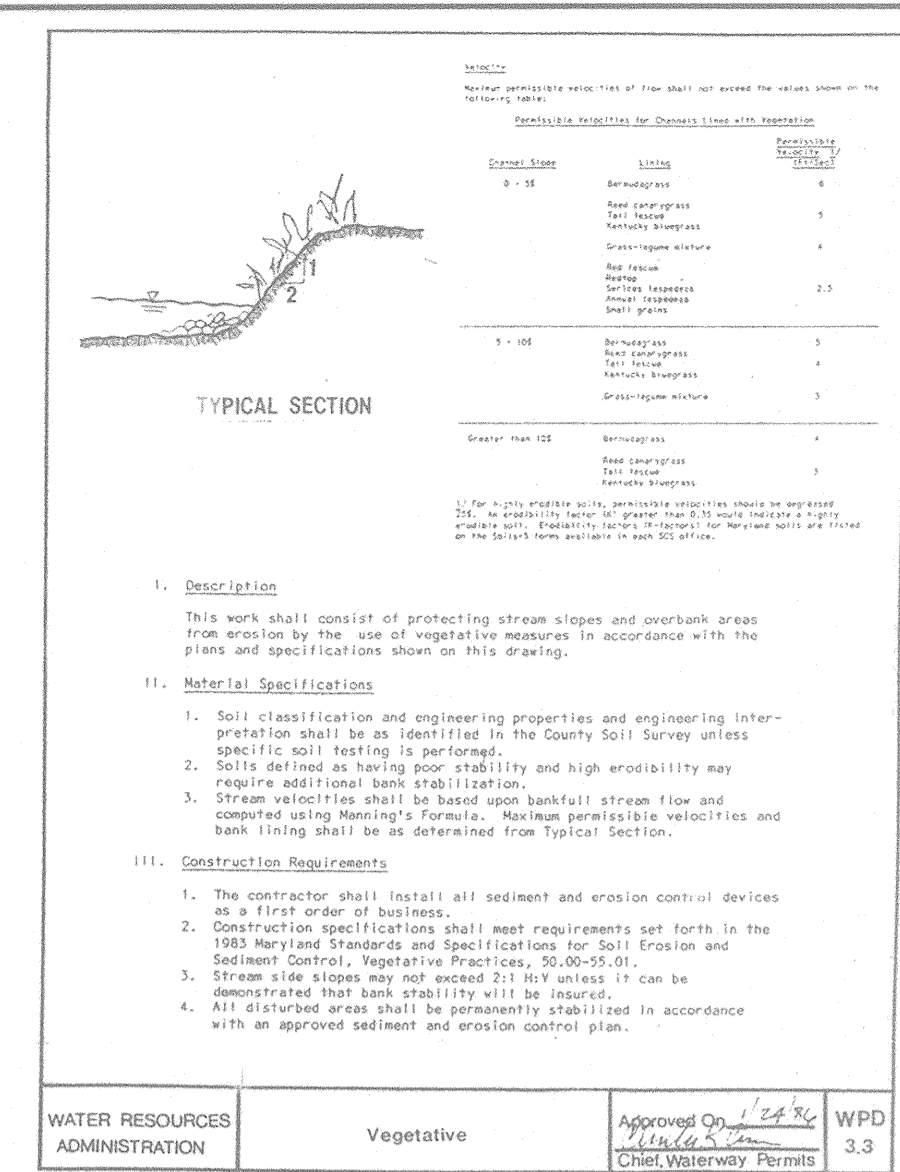 Velocity
Maximum permissible velocities of flow shall not exceed the values shown on the
following table:
Permissible Velocities for Channels Lined with Vegetation
Permissible
Velocity 1/
Channel Slope Lining (Ft/Sec)
0 - 5% Bermudagrass 6
Reed canarygrass
Tall fescue 5
Kentucky bluegrass
Grass-legume mixture 4
Red fescue
Redtop
Sericea lespedeza 2.5
Annual lespedeza
Small grains
5 - 10% Bermudagrass 5
Reed canarygrass
Tall fescue 4
Kentucky bluegrass
Grass-legume mixture 3
Greater than 10% Bermudagrass 4
Reed canarygrass
Tall fescue 3
Kentucky bluegrass
1/ For highly erodible soils, permissible velocities should be decreased
25%. An erodibility factor (K) greater than 0.35 would indicate a highly
erodible soil. Erodibility factors (K-factors) for Maryland soils are listed
on the Soils-5 forms available in each SCS office.
1
2
TYPICAL SECTION
I. Description
This work shall consist of protecting stream slopes and overbank areas
from erosion by the use of vegetative measures in accordance with the
plans and specifications shown on this drawing.
II. Material Specifications
1. Soil classification and engineering properties and engineering inter-
pretation shall be as identified in the County Soil Survey unless
specific soil testing is performed.
2. Soils defined as having poor stability and high erodibility may
require additional bank stabilization.
3. Stream velocities shall be based upon bankfull stream flow and
computed using Manning's Formula. Maximum permissible velocities and
bank lining shall be as determined from Typical Section.
III. Construction Requirements
1. The contractor shall install all sediment and erosion control devices
as a first order of business.
2. Construction specifications shall meet requirements set forth in the
1983 Maryland Standards and Specifications for Soil Erosion and
Sediment Control, Vegetative Practices, 50.00-55.01.
3. Stream side slopes may not exceed 2:1 H:V unless it can be
demonstrated that bank stability will be insured.
4. All disturbed areas shall be permanently stabilized in accordance
with an approved sediment and erosion control plan.
WATER RESOURCES
ADMINISTRATION
Vegetative
Approved On 1/24/86
Chief, Waterway Permits
WPD
3.3